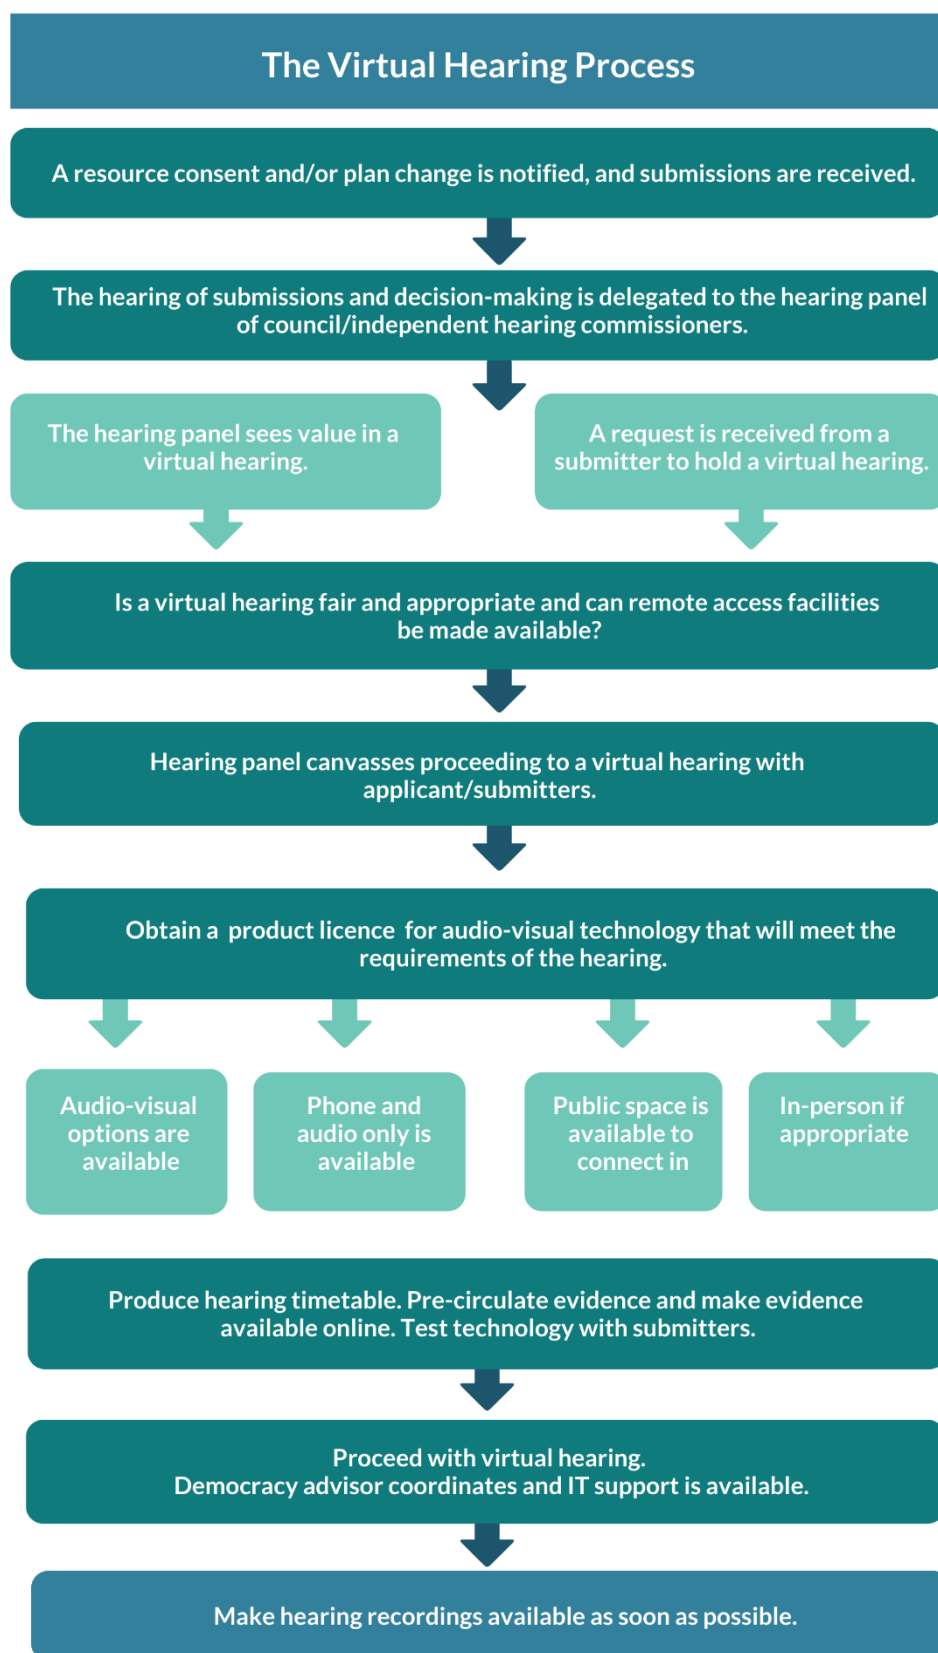 The Virtual Hearing Process
A resource consent and/or plan change is notified, and submissions are received.
The hearing of submissions and decision-making is delegated to the hearing panel
of council/independent hearing commissioners.
The hearing panel sees value in a
virtual hearing.
A request is received from a
submitter to hold a virtual hearing.
Is a virtual hearing fair and appropriate and can remote access facilities
be made available?
Hearing panel canvasses proceeding to a virtual hearing with
applicant/submitters.
Obtain a product licence for audio-visual technology that will meet the
requirements of the hearing.
Audio-visual
options are
available
Phone and
audio only is
available
Public space is
available to
connect in
In-person if
appropriate
Produce hearing timetable. Pre-circulate evidence and make evidence
available online. Test technology with submitters.
Proceed with virtual hearing.
Democracy advisor coordinates and IT support is available.
Make hearing recordings available as soon as possible.